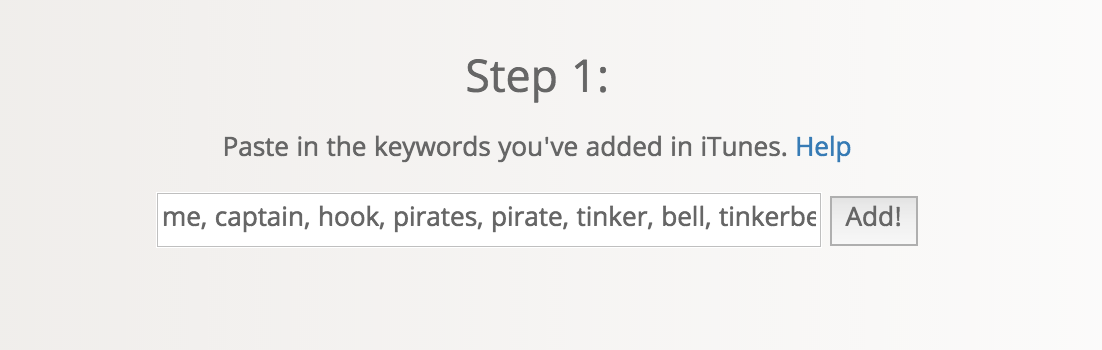 Step 1:
Paste in the keywords you've added in iTunes. Help
me, captain, hook, pirates, pirate, tinker, bell, tinkerbe Add!